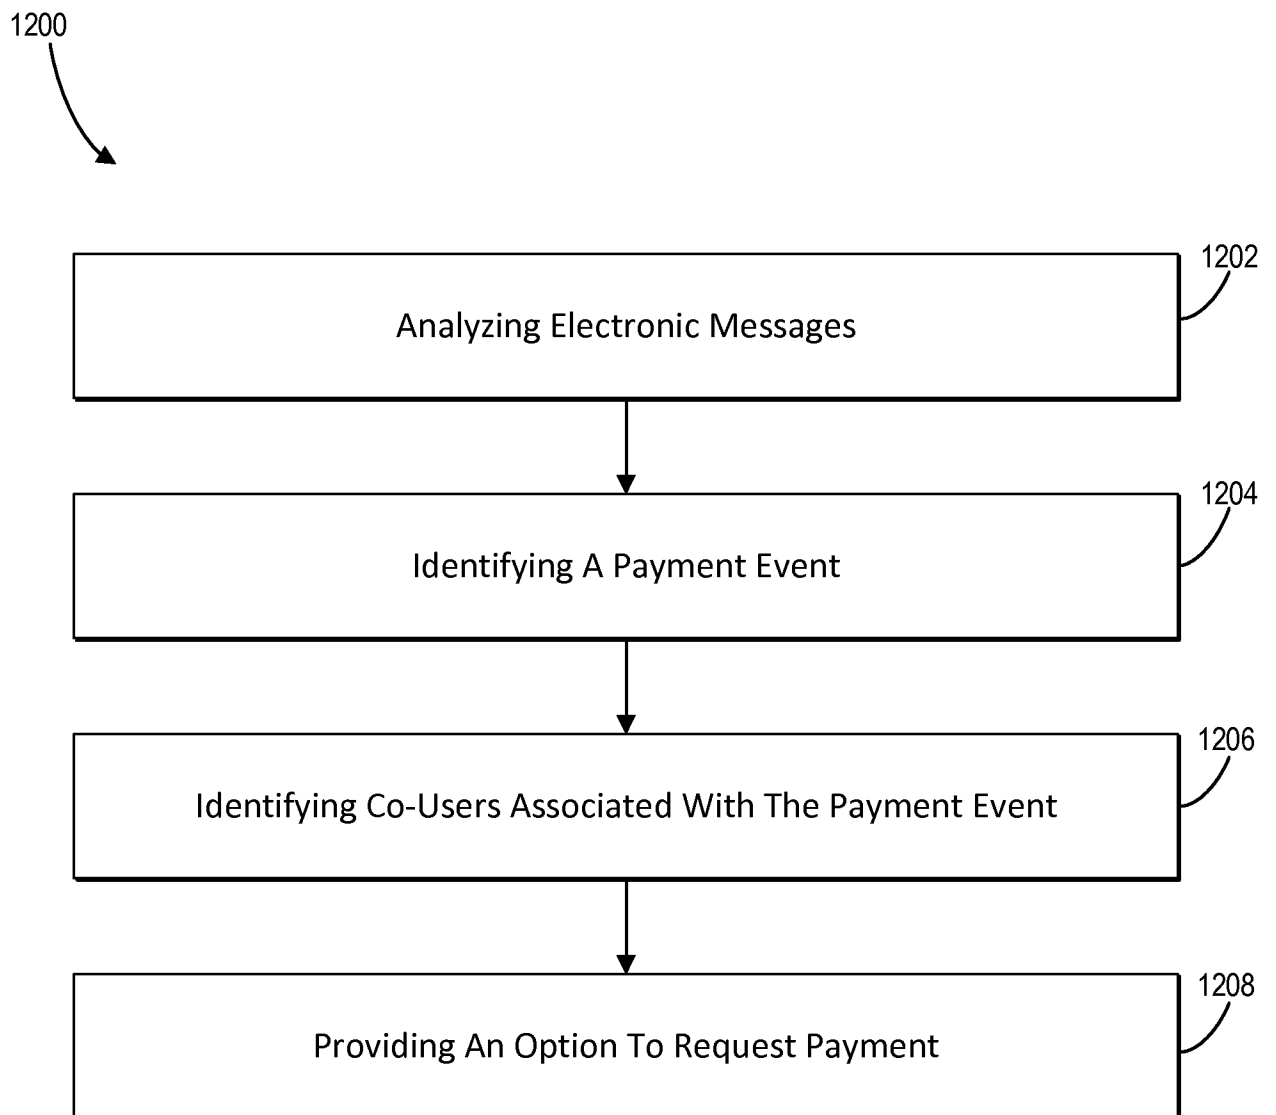 1200
1202
Analyzing Electronic Messages
1204
Identifying A Payment Event
1206
Identifying Co-Users Associated With The Payment Event
1208
Providing An Option To Request Payment